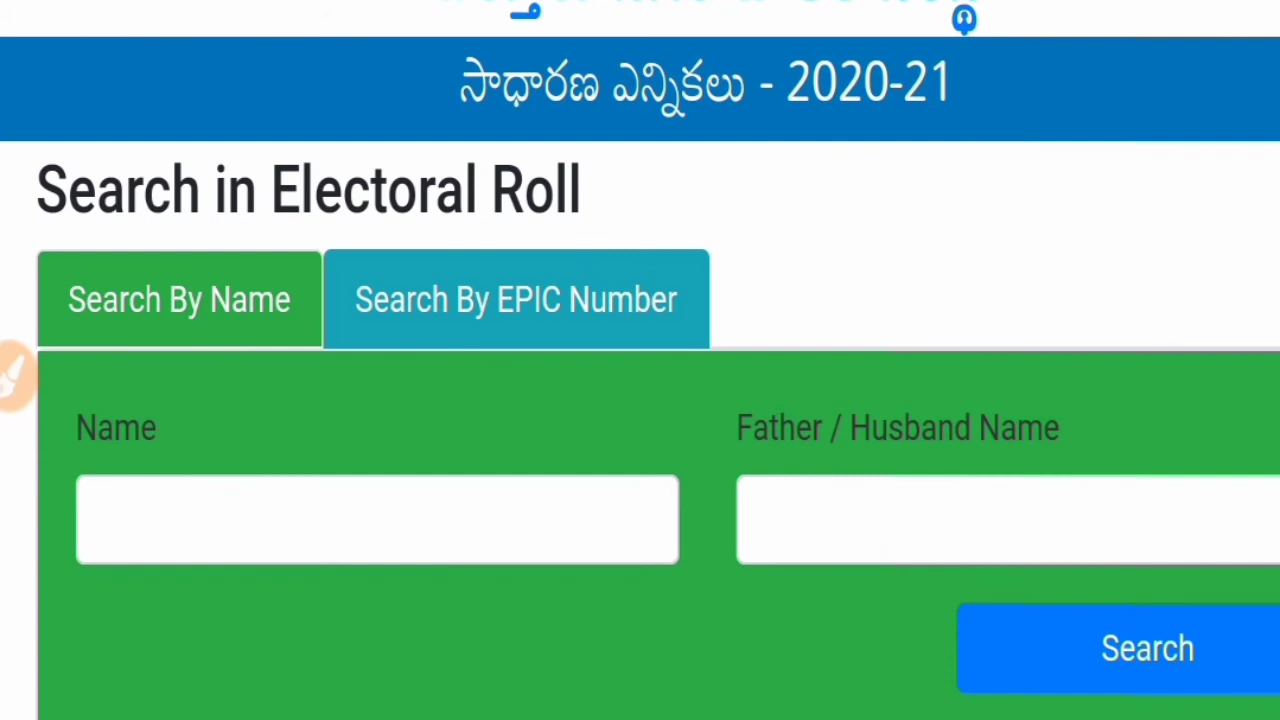 సాధారణ ఎన్నికలు - 2020-21
Search in Electoral Roll
Search By Name Search By EPIC Number
Name Father / Husband Name
Search